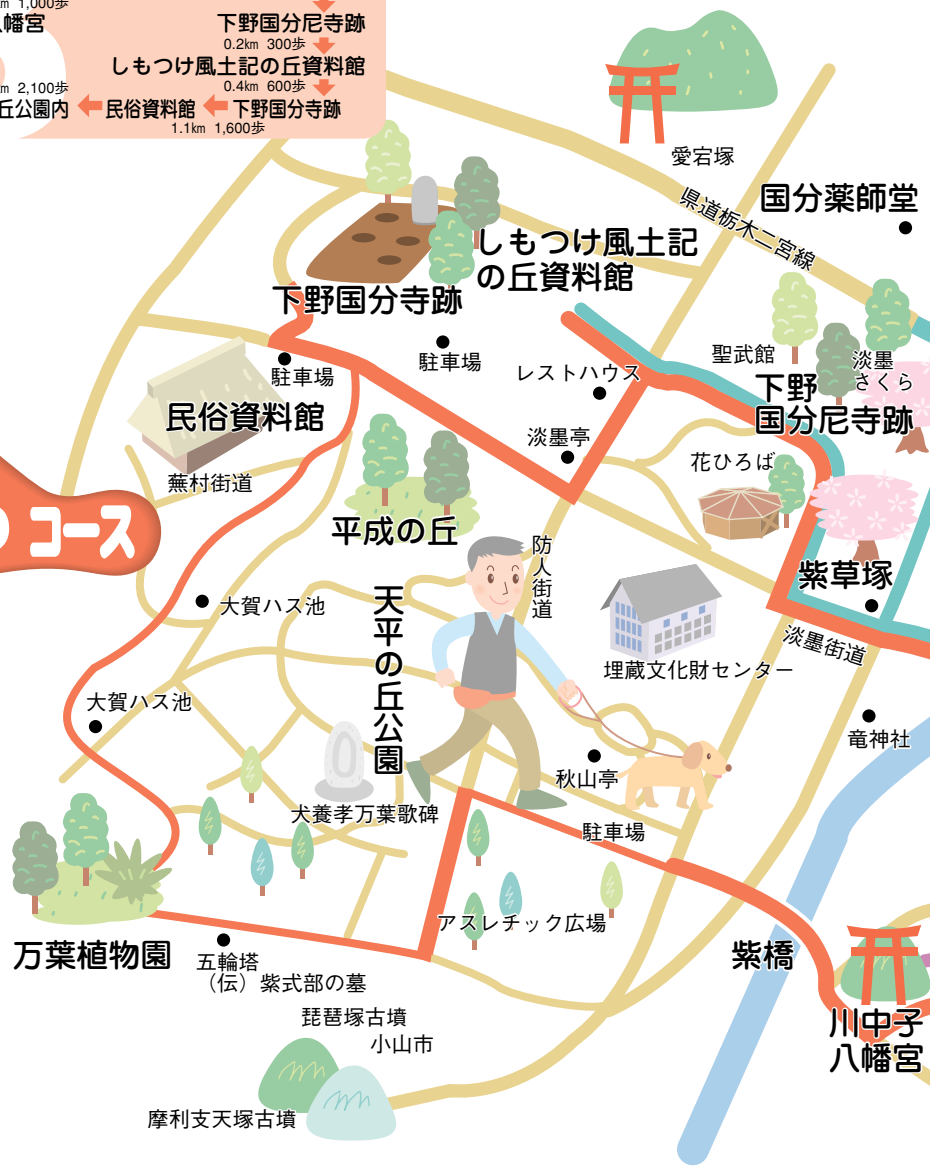 1,000歩
幡宮
下野国分尼寺跡
0.2km 300歩
しもつけ風土記の丘資料館
2,100歩
0.4km 600歩
丘公園内
民俗資料館
下野国分寺跡
1.1km 1,600歩
愛宕塚
県道栃木二宮線
国分薬師堂
しもつけ風土記
の丘資料館
下野国分寺跡
駐車場
駐車場
レストハウス
聖武館
淡墨
さくら
下野
国分尼寺跡
民俗資料館
淡墨亭
花ひろば
蕪村街道
コース
平成の丘
防人街道
紫草塚
天平の丘公園
大賀ハス池
淡墨街道
埋蔵文化財センター
大賀ハス池
竜神社
秋山亭
犬養孝万葉歌碑
駐車場
アスレチック広場
万葉植物園
五輪塔
（伝）紫式部の墓
紫橋
琵琶塚古墳
小山市
川中子
八幡宮
摩利支天塚古墳